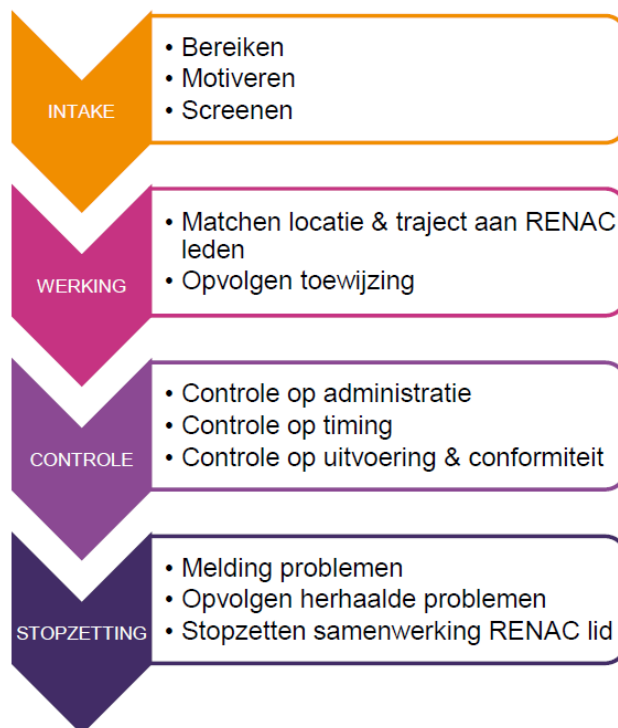 INTAKE
• Bereiken
• Motiveren
• Screenen
WERKING
• Matchen locatie & traject aan RENAC
leden
• Opvolgen toewijzing
CONTROLE
• Controle op administratie
• Controle op timing
• Controle op uitvoering & conformiteit
STOPZETTING
• Melding problemen
• Opvolgen herhaalde problemen
• Stopzetten samenwerking RENAC lid